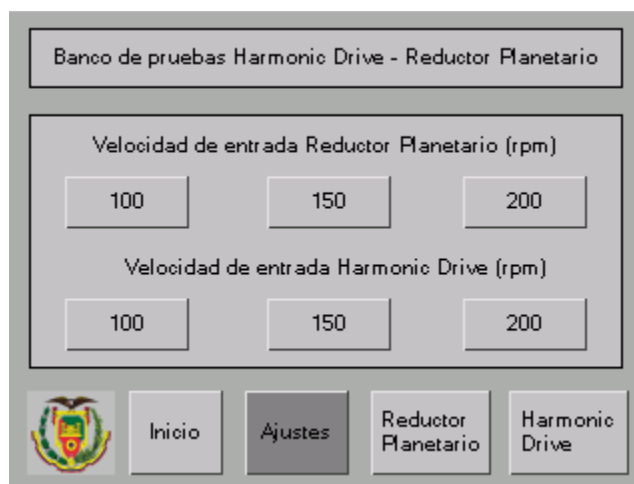 Banco de pruebas Harmonic Drive - Reductor Planetario
Velocidad de entrada Reductor Planetario (rpm)
100 150 200
Velocidad de entrada Harmonic Drive (rpm)
100 150 200
Inicio Ajustes Reductor Planetario Harmonic Drive